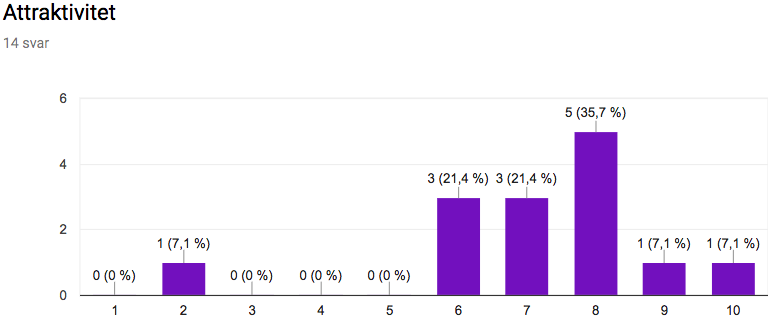 Attraktivitet
14 svar
6
4
2
0
0 (0 %)
1 (7,1 %)
0 (0 %)
0 (0 %)
0 (0 %)
3 (21,4 %)
3 (21,4 %)
5 (35,7 %)
1 (7,1 %)
1 (7,1 %)
1 2 3 4 5 6 7 8 9 10